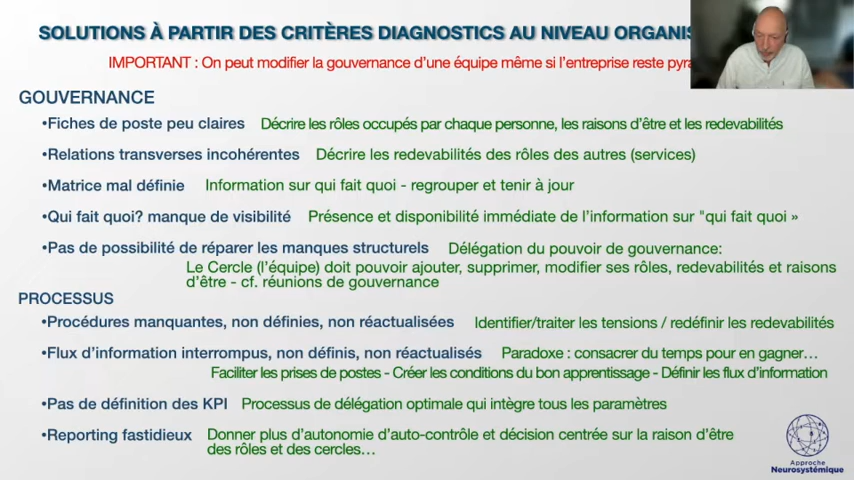 SOLUTIONS À PARTIR DES CRITÈRES DIAGNOSTICS AU NIVEAU
IMPORTANT : On peut modifier la gouvernance d'une équipe même si l'entreprise reste
GOUVERNANCE
•Fiches de poste peu claires Décrire les rôles occupés par chaque personne, les raisons d'être et les redevabilités
•Relations transverses incohérentes Décrire les redevabilités des rôles des autres (services)
•Matrice mal définie Information sur qui fait quoi - regrouper et tenir à jour
•Qui fait quoi? manque de visibilité Présence et disponibilité immédiate de l'information sur "qui fait quoi »
•Pas de possibilité de réparer les manques structurels Délégation du pouvoir de gouvernance:
Le Cercle (l'équipe) doit pouvoir ajouter, supprimer, modifier ses rôles, redevabilités et raisons
d'être - cf. réunions de gouvernance
PROCESSUS
•Procédures manquantes, non définies, non réactualisées Identifier/traiter les tensions / redéfinir les redevabilités
•Flux d'information interrompus, non définis, non réactualisés Paradoxe : consacrer du temps pour en gagner…
Faciliter les prises de postes - Créer les conditions du bon apprentissage - Définir les flux d'information
•Pas de définition des KPI Processus de délégation optimale qui intègre tous les paramètres
•Reporting fastidieux Donner plus d'autonomie d'auto-contrôle et décision centrée sur la raison d'être
des rôles et des cercles…
Approche
Neurosystémique